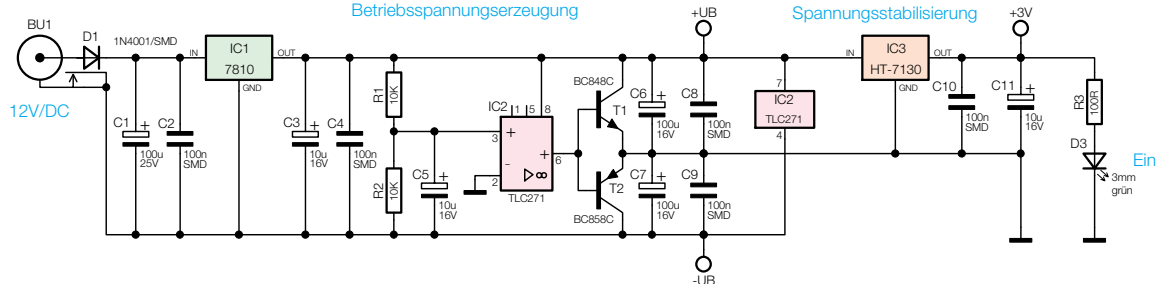 Betriebsspannungserzeugung
+UB
Spannungsstabilisierung
+3V
BU1
D1
1N4001/SMD
IN
IC1
7810
OUT
GND
12V/DC
C1
+
100u
25V
C2
100n
SMD
C3
+
10u
16V
C4
100n
SMD
R1
10K
R2
10K
C5
+
10u
16V
IC2
1
5
8
3
+
-
2
+
6
▷∞
TLC271
BC848C
T1
T2
BC858C
C6
+
100u
16V
C8
100n
SMD
C7
+
100u
16V
C9
100n
SMD
-UB
7
IC2
TLC271
4
IN
IC3
HT-7130
OUT
GND
C10
100n
SMD
C11
+
10u
16V
R3
100R
D3
3mm
grün
Ein